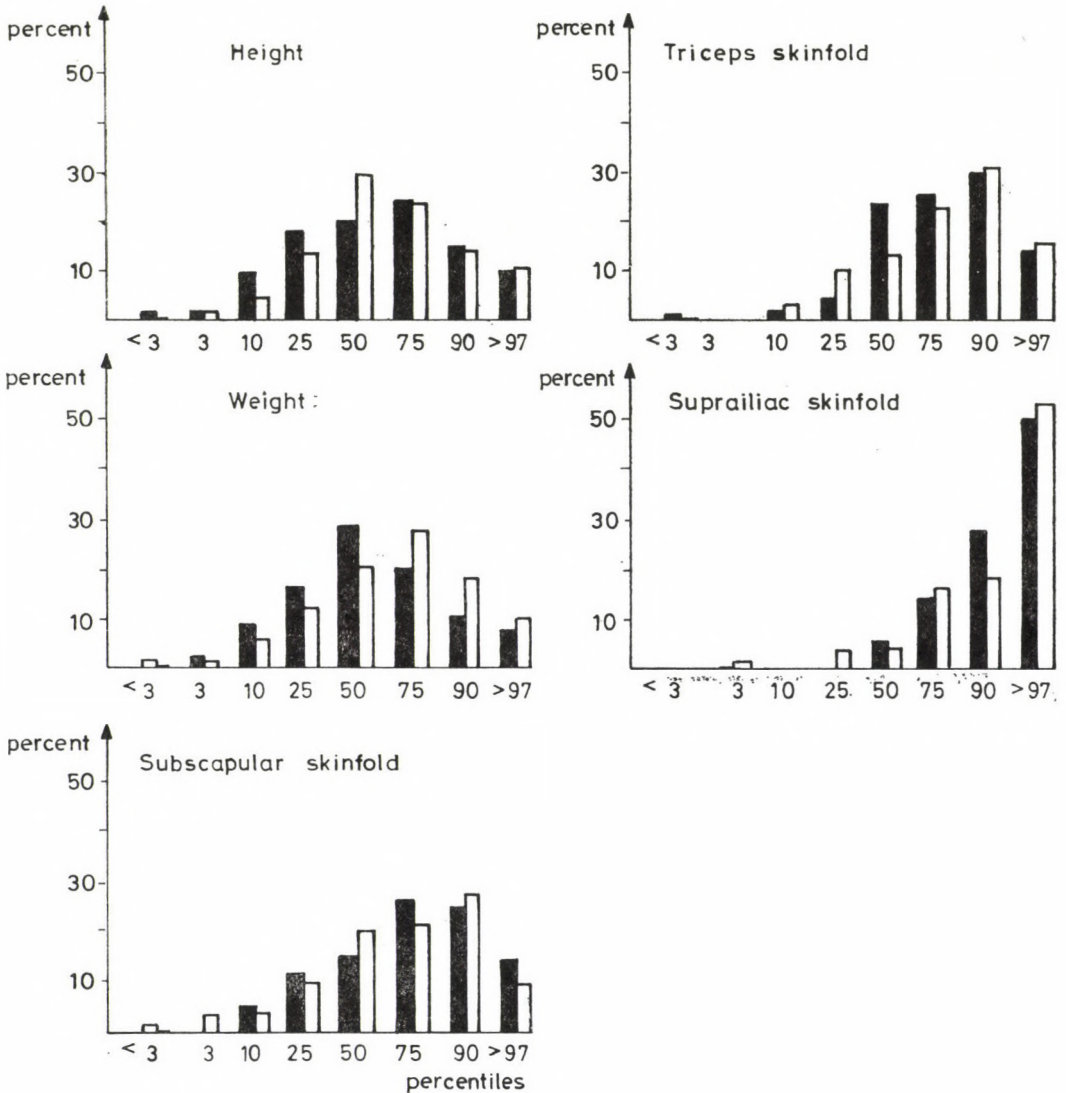 percent
Height
50
30
10
< 3 3 10 25 50 75 90 >97
percent
Triceps skinfold
50
30
10
< 3 3 10 25 50 75 90 >97
percent
Weight:
50
30
10
< 3 3 10 25 50 75 90 >97
percent
Suprailiac skinfold
50
30
10
< 3 3 10 25 50 75 90 >97
percent
Subscapular skinfold
50
30
10
< 3 3 10 25 50 75 90 >97
percentiles